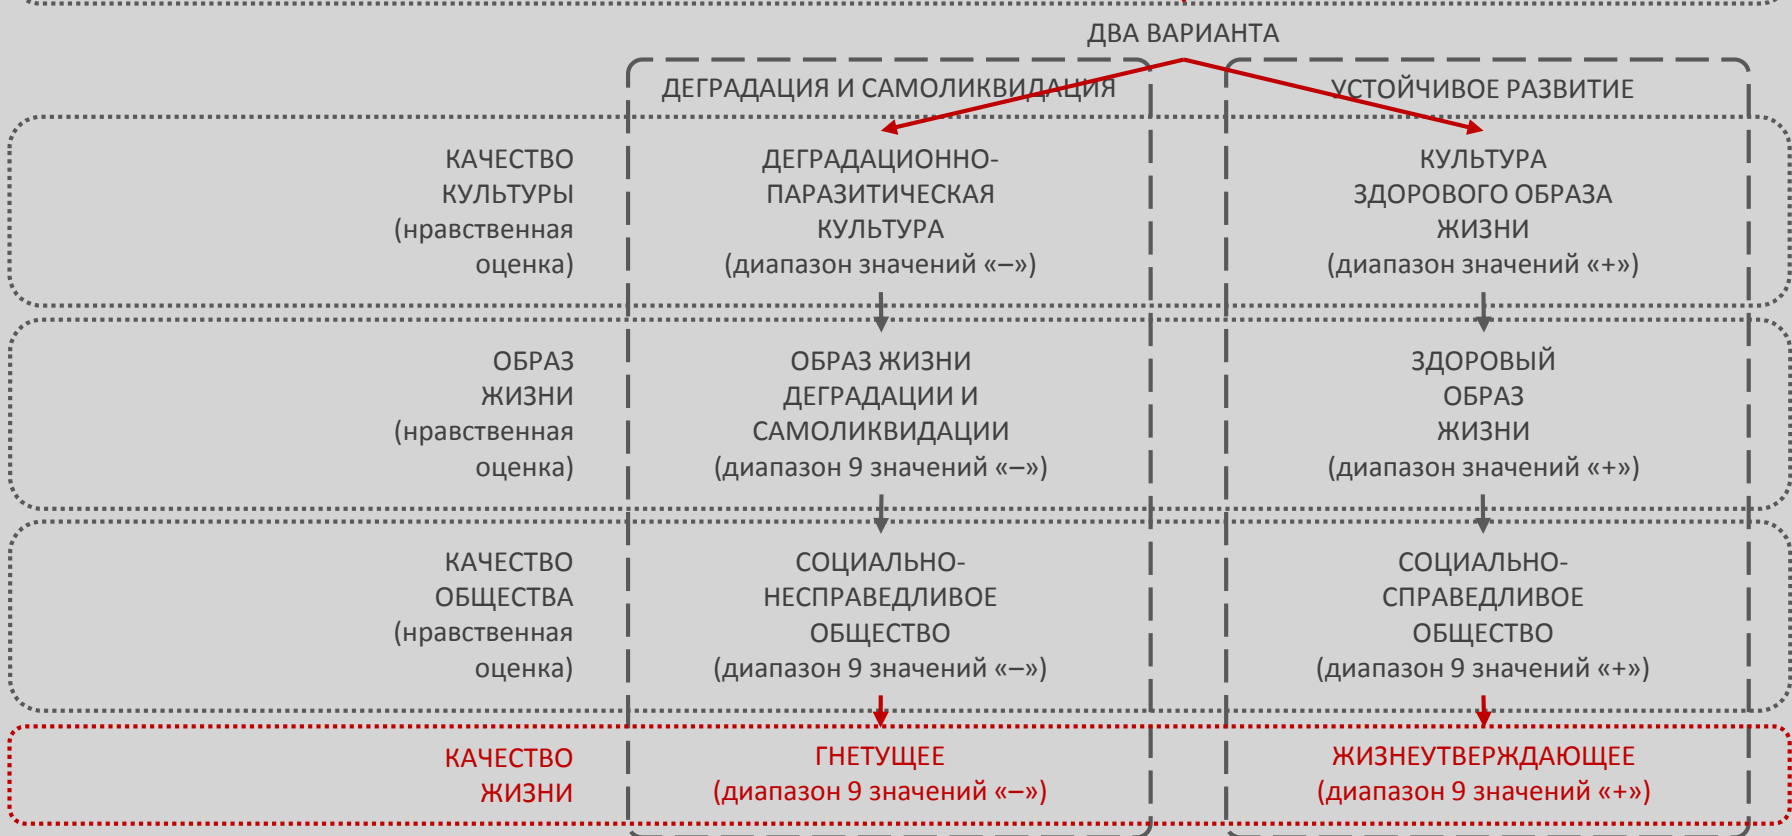 ДВА ВАРИАНТА
ДЕГРАДАЦИЯ И САМОЛИКВИДАЦИЯ
УСТОЙЧИВОЕ РАЗВИТИЕ
КАЧЕСТВО
КУЛЬТУРЫ
(нравственная
оценка)
ДЕГРАДАЦИОННО-
ПАРАЗИТИЧЕСКАЯ
КУЛЬТУРА
(диапазон значений «–»)
КУЛЬТУРА
ЗДОРОВОГО ОБРАЗА
ЖИЗНИ
(диапазон значений «+»)
ОБРАЗ
ЖИЗНИ
(нравственная
оценка)
ОБРАЗ ЖИЗНИ
ДЕГРАДАЦИИ И
САМОЛИКВИДАЦИИ
(диапазон 9 значений «–»)
ЗДОРОВЫЙ
ОБРАЗ
ЖИЗНИ
(диапазон значений «+»)
КАЧЕСТВО
ОБЩЕСТВА
(нравственная
оценка)
СОЦИАЛЬНО-
НЕСПРАВЕДЛИВОЕ
ОБЩЕСТВО
(диапазон 9 значений «–»)
СОЦИАЛЬНО-
СПРАВЕДЛИВОЕ
ОБЩЕСТВО
(диапазон 9 значений «+»)
КАЧЕСТВО
ЖИЗНИ
ГНЕТУЩЕЕ
(диапазон 9 значений «–»)
ЖИЗНЕУТВЕРЖДАЮЩЕЕ
(диапазон 9 значений «+»)